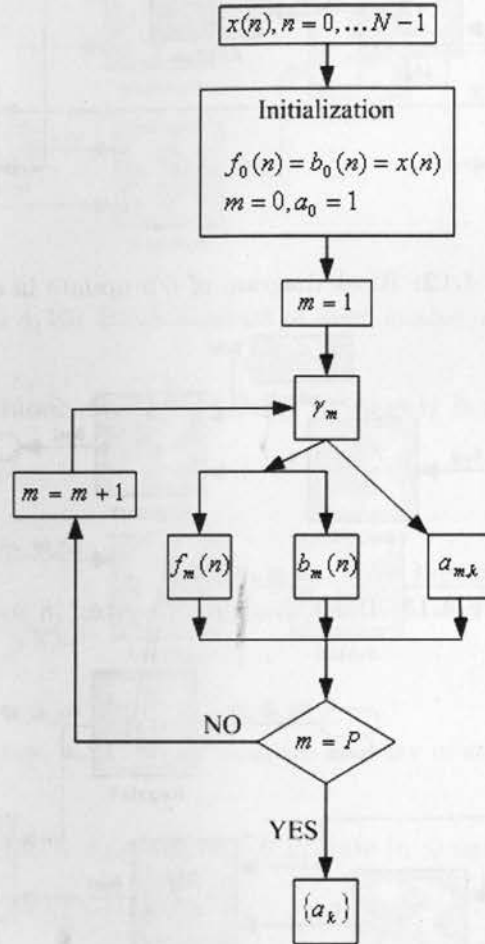 x(n), n = 0, ... N − 1
Initialization
f₀(n) = b₀(n) = x(n)
m = 0, a₀ = 1
m = 1
γₘ
m = m + 1
fₘ(n)
bₘ(n)
aₘ,ₖ
NO
m = P
YES
{aₖ}